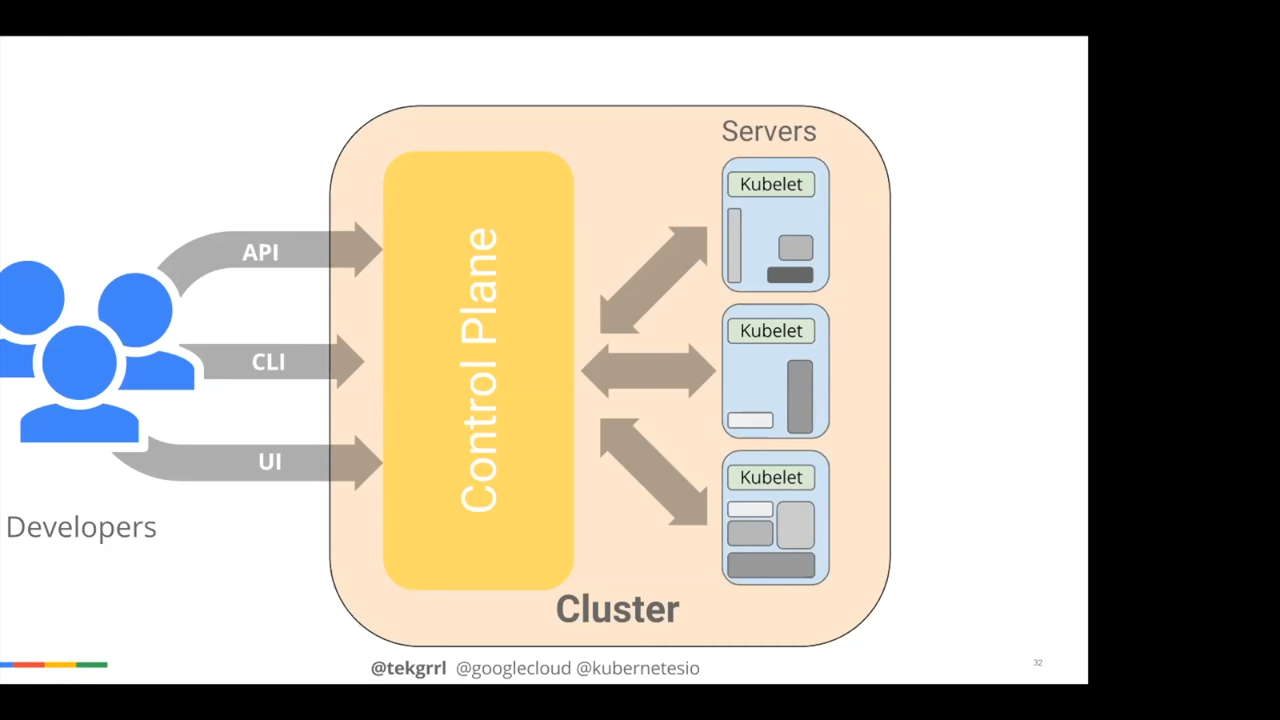 Servers
Kubelet
API
Control Plane
Kubelet
CLI
UI
Kubelet
Developers
Cluster
@tekgrrl @googlecloud @kubernetesio
32